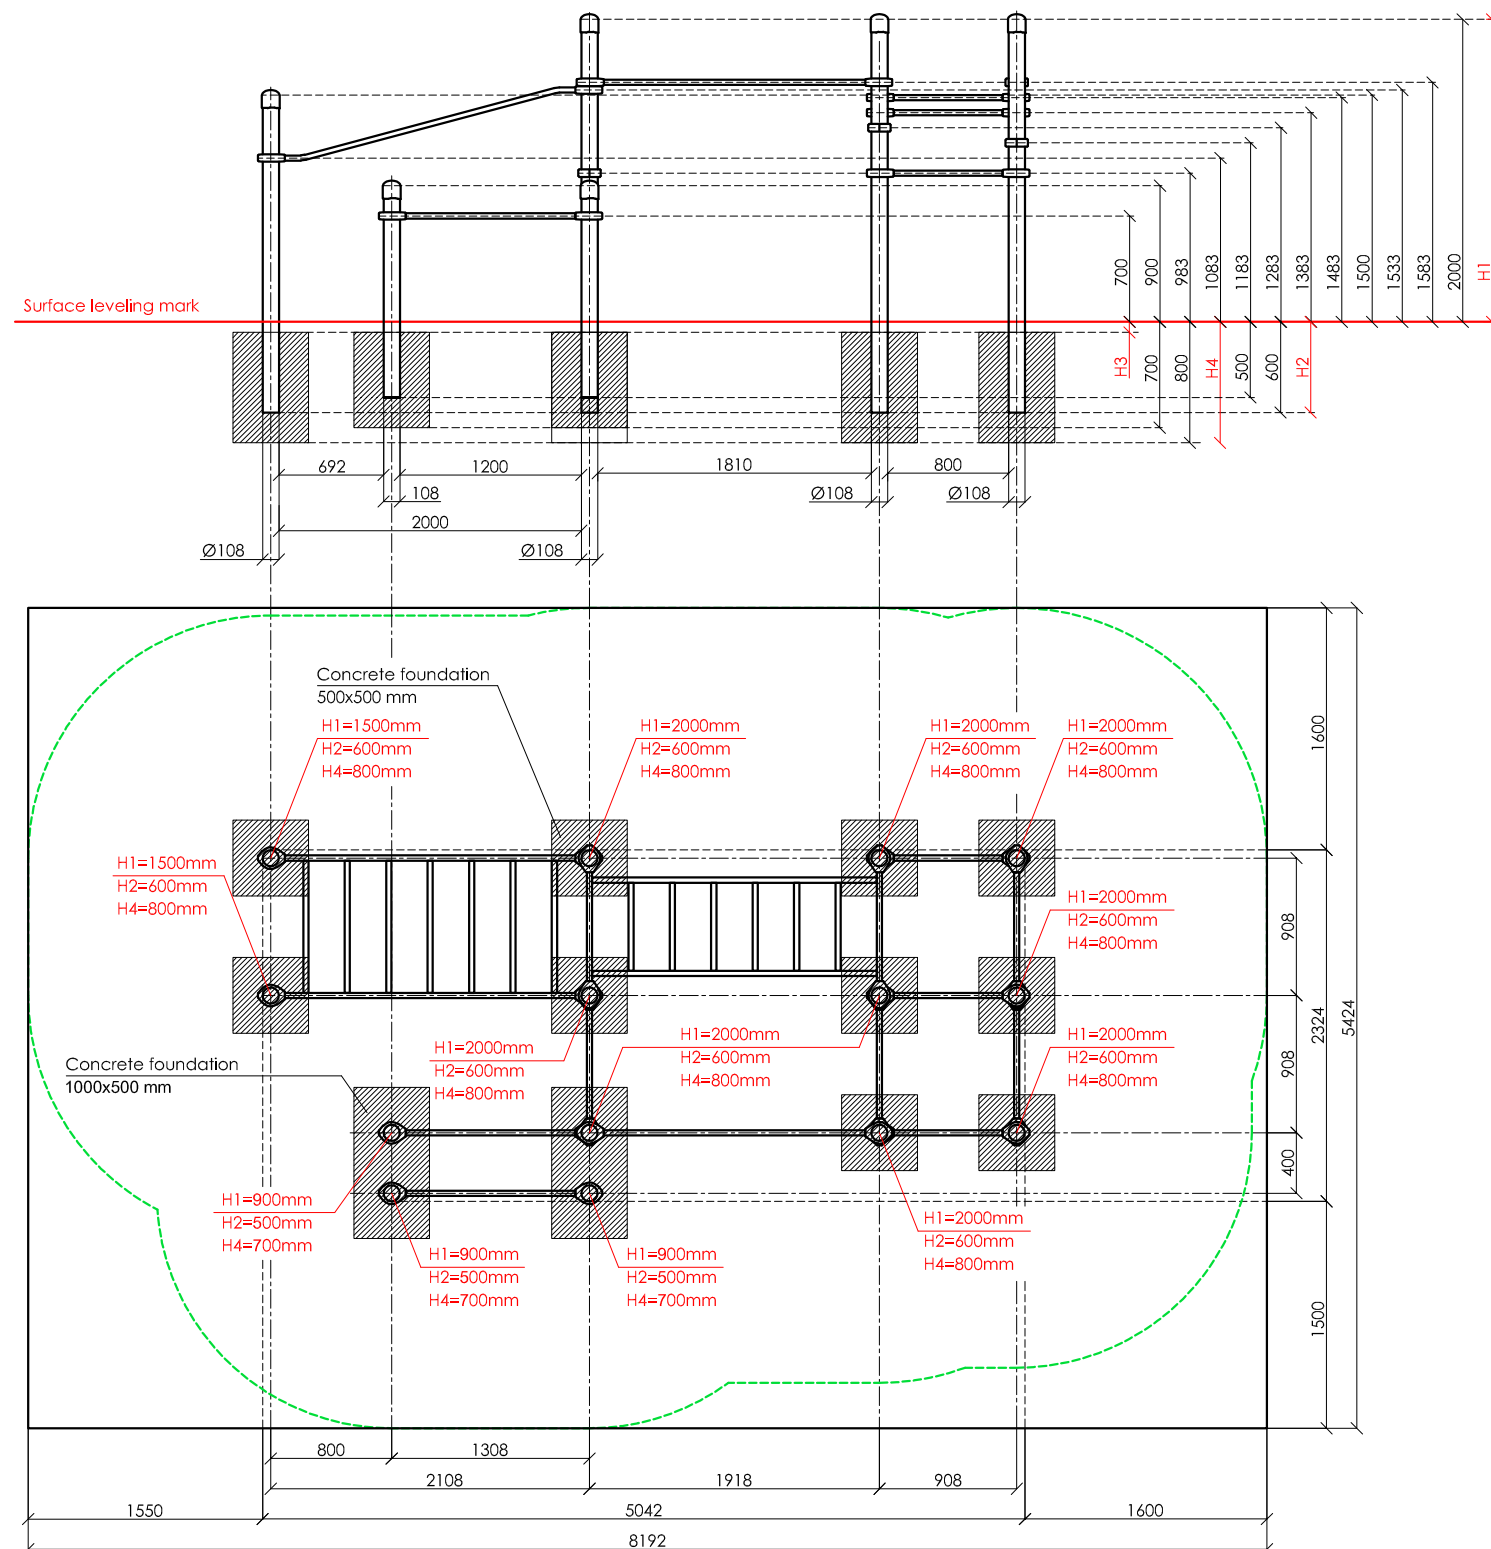 Surface leveling mark
700
900
983
1083
1183
1283
1383
1483
1500
1533
1583
2000
H1
H3
700
800
H4
500
600
H2
692
1200
1810
800
108
Ø108
Ø108
2000
Ø108
Ø108
Concrete foundation
500x500 mm
H1=1500mm
H2=600mm
H4=800mm
H1=2000mm
H2=600mm
H4=800mm
H1=2000mm
H2=600mm
H4=800mm
H1=2000mm
H2=600mm
H4=800mm
1600
H1=1500mm
H2=600mm
H4=800mm
H1=2000mm
H2=600mm
H4=800mm
908
H1=2000mm
H2=600mm
H4=800mm
H1=2000mm
H2=600mm
H4=800mm
H1=2000mm
H2=600mm
H4=800mm
2324
5424
908
Concrete foundation
1000x500 mm
400
H1=900mm
H2=500mm
H4=700mm
H1=2000mm
H2=600mm
H4=800mm
H1=900mm
H2=500mm
H4=700mm
H1=900mm
H2=500mm
H4=700mm
1500
800
1308
2108
1918
908
1550
5042
1600
8192